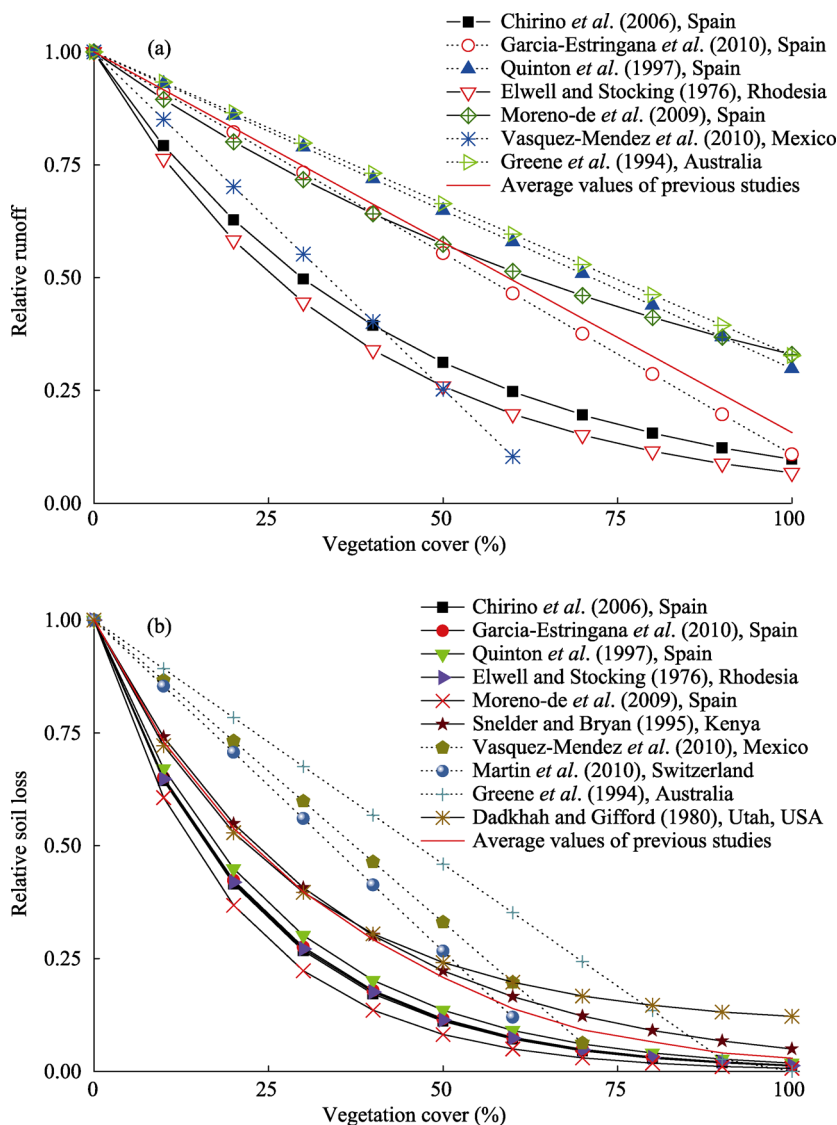 (a)
Chirino et al. (2006), Spain
Garcia-Estringana et al. (2010), Spain
Quinton et al. (1997), Spain
Elwell and Stocking (1976), Rhodesia
Moreno-de et al. (2009), Spain
Vasquez-Mendez et al. (2010), Mexico
Greene et al. (1994), Australia
Average values of previous studies
1.00
0.75
0.50
0.25
0.00
Relative runoff
0 25 50 75 100
Vegetation cover (%)
(b)
Chirino et al. (2006), Spain
Garcia-Estringana et al. (2010), Spain
Quinton et al. (1997), Spain
Elwell and Stocking (1976), Rhodesia
Moreno-de et al. (2009), Spain
Snelder and Bryan (1995), Kenya
Vasquez-Mendez et al. (2010), Mexico
Martin et al. (2010), Switzerland
Greene et al. (1994), Australia
Dadkhah and Gifford (1980), Utah, USA
Average values of previous studies
1.00
0.75
0.50
0.25
0.00
Relative soil loss
0 25 50 75 100
Vegetation cover (%)